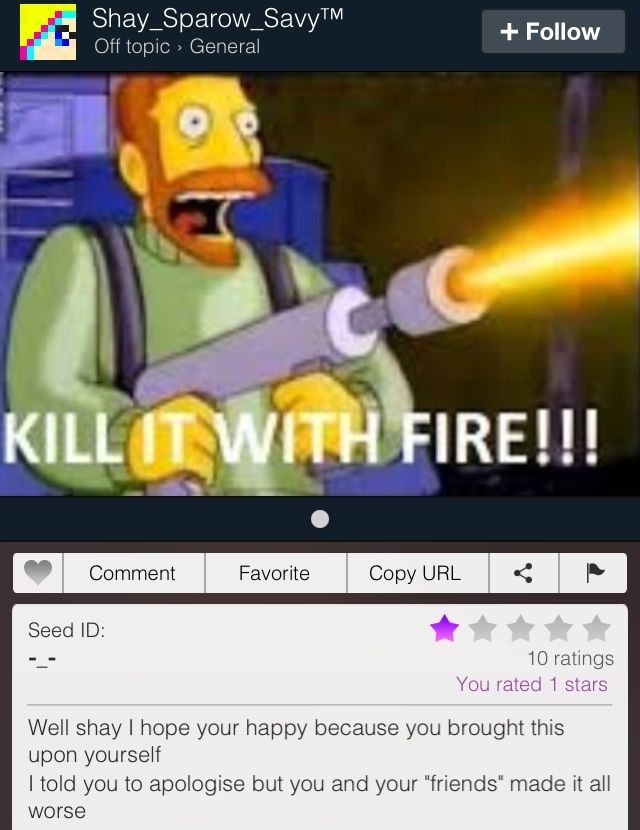 Shay_Sparow_Savy™
Off topic › General
+ Follow
KILL IT WITH FIRE!!!
Comment
Favorite
Copy URL
Seed ID:
-_-
10 ratings
You rated 1 stars
Well shay I hope your happy because you brought this
upon yourself
I told you to apologise but you and your "friends" made it all
worse